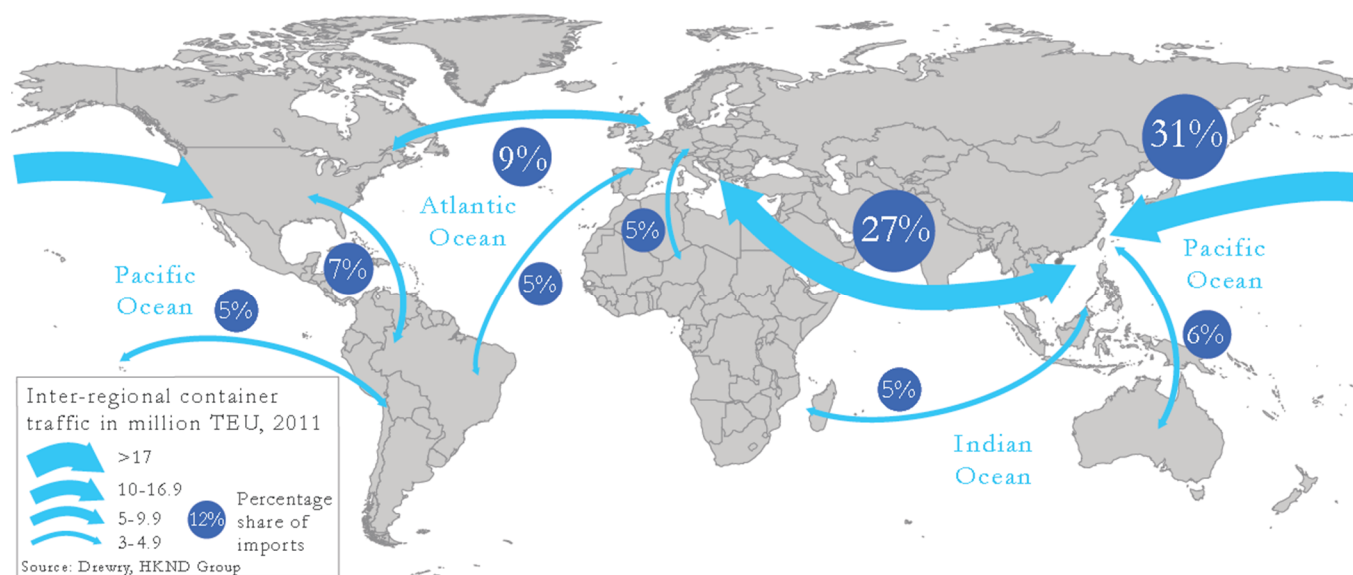 31%
9%
Atlantic
Ocean
27%
5%
7%
5%
Pacific
Ocean
5%
Pacific
Ocean
6%
5%
Indian
Ocean
Inter-regional container
traffic in million TEU, 2011
>17
10-16.9
5-9.9
3-4.9
12%
Percentage
share of
imports
Source: Drewry, HKND Group